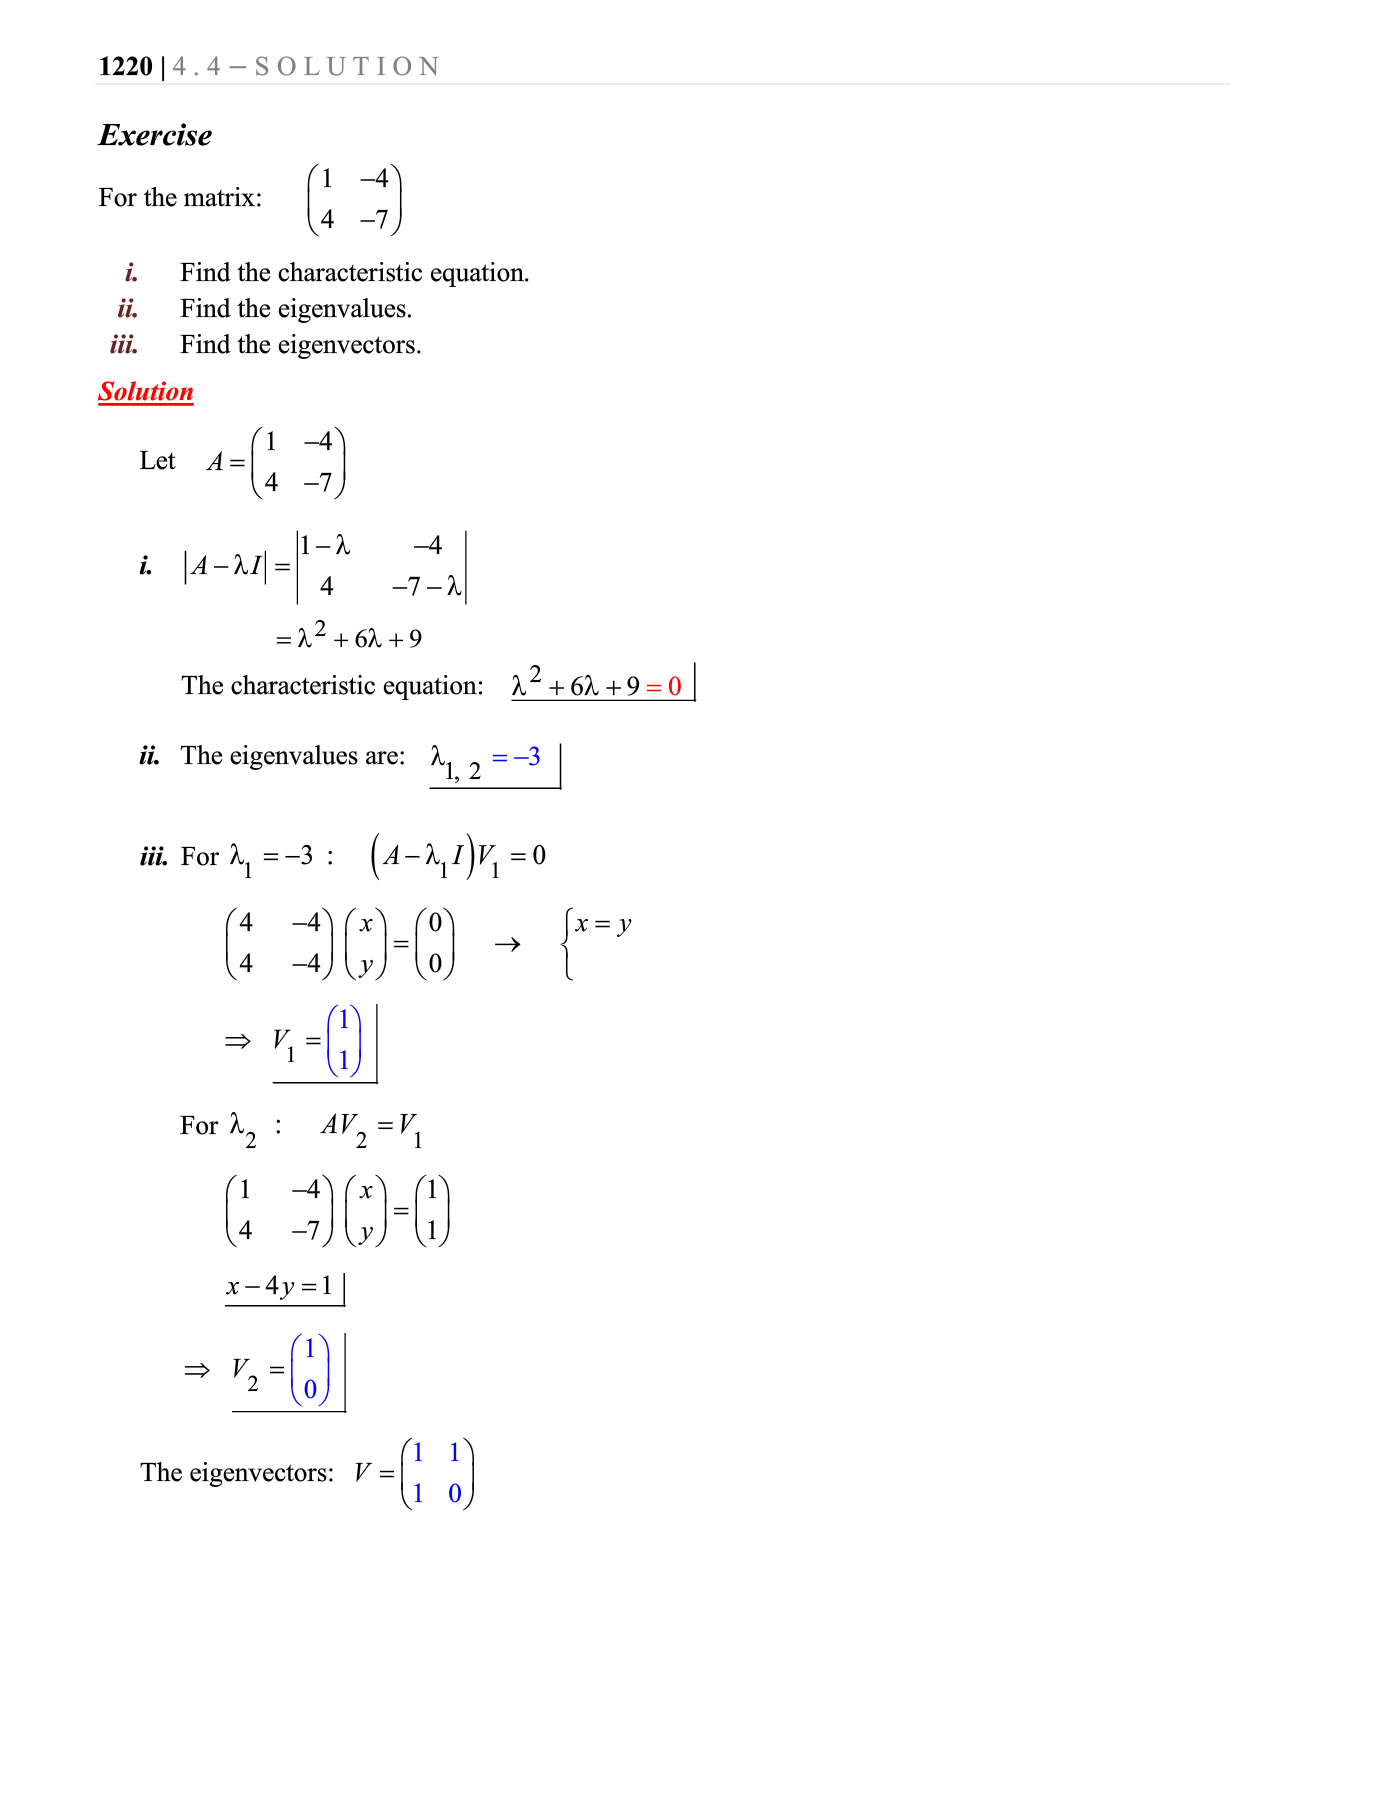 1220 | 4 . 4 – S O L U T I O N
Exercise
For the matrix: $\begin{pmatrix} 1 & -4 \\ 4 & -7 \end{pmatrix}$
i. Find the characteristic equation.
ii. Find the eigenvalues.
iii. Find the eigenvectors.
Solution
Let $A = \begin{pmatrix} 1 & -4 \\ 4 & -7 \end{pmatrix}$
i. $|A - \lambda I| = \begin{vmatrix} 1-\lambda & -4 \\ 4 & -7-\lambda \end{vmatrix}$
$= \lambda^2 + 6\lambda + 9$
The characteristic equation: $\lambda^2 + 6\lambda + 9 = 0$
ii. The eigenvalues are: $\lambda_{1,2} = -3$
iii. For $\lambda_1 = -3$ : $(A - \lambda_1 I) V_1 = 0$
$\begin{pmatrix} 4 & -4 \\ 4 & -4 \end{pmatrix} \begin{pmatrix} x \\ y \end{pmatrix} = \begin{pmatrix} 0 \\ 0 \end{pmatrix} \rightarrow \begin{cases} x = y \\ \ \end{cases}$
$\Rightarrow V_1 = \begin{pmatrix} 1 \\ 1 \end{pmatrix}$
For $\lambda_2$ : $AV_2 = V_1$
$\begin{pmatrix} 1 & -4 \\ 4 & -7 \end{pmatrix} \begin{pmatrix} x \\ y \end{pmatrix} = \begin{pmatrix} 1 \\ 1 \end{pmatrix}$
$x - 4y = 1$
$\Rightarrow V_2 = \begin{pmatrix} 1 \\ 0 \end{pmatrix}$
The eigenvectors: $V = \begin{pmatrix} 1 & 1 \\ 1 & 0 \end{pmatrix}$